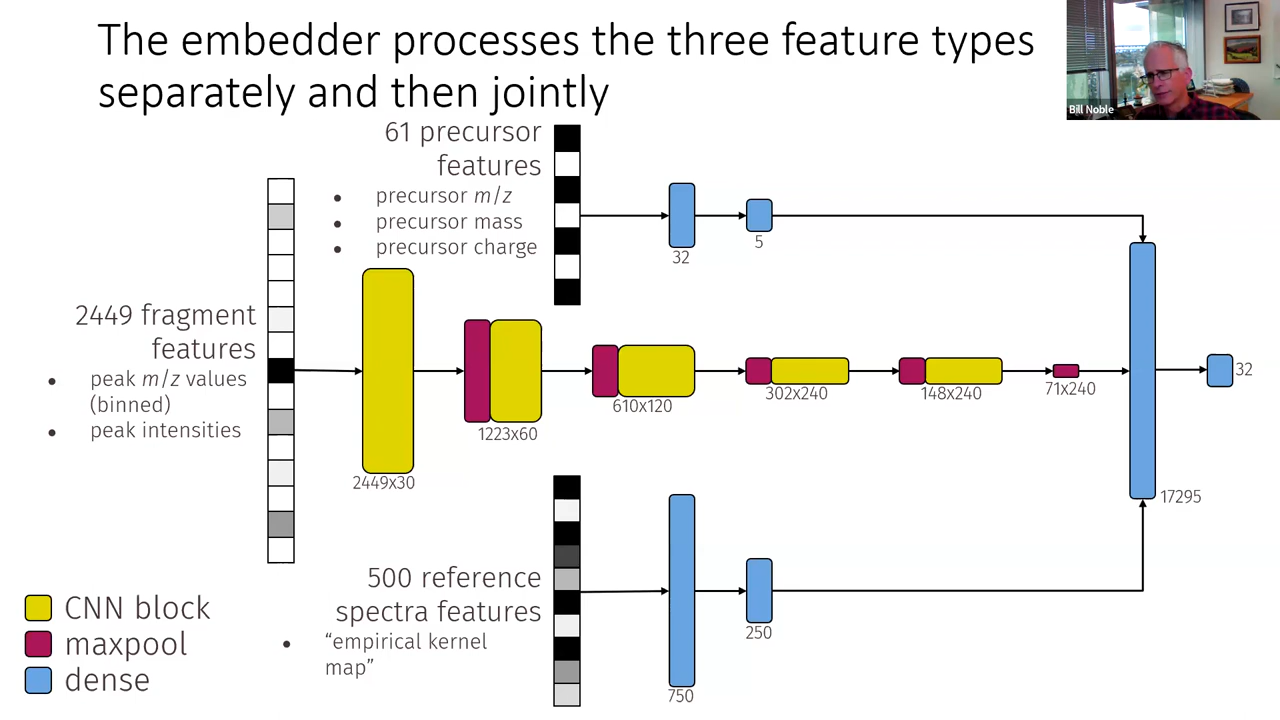 The embedder processes the three feature types
separately and then jointly
Bill Noble
61 precursor
features
• precursor m/z
• precursor mass
• precursor charge
32
5
2449 fragment
features
• peak m/z values
(binned)
• peak intensities
2449x30
1223x60
610x120
302x240
148x240
71x240
32
17295
500 reference
spectra features
• “empirical kernel
map”
750
250
CNN block
maxpool
dense